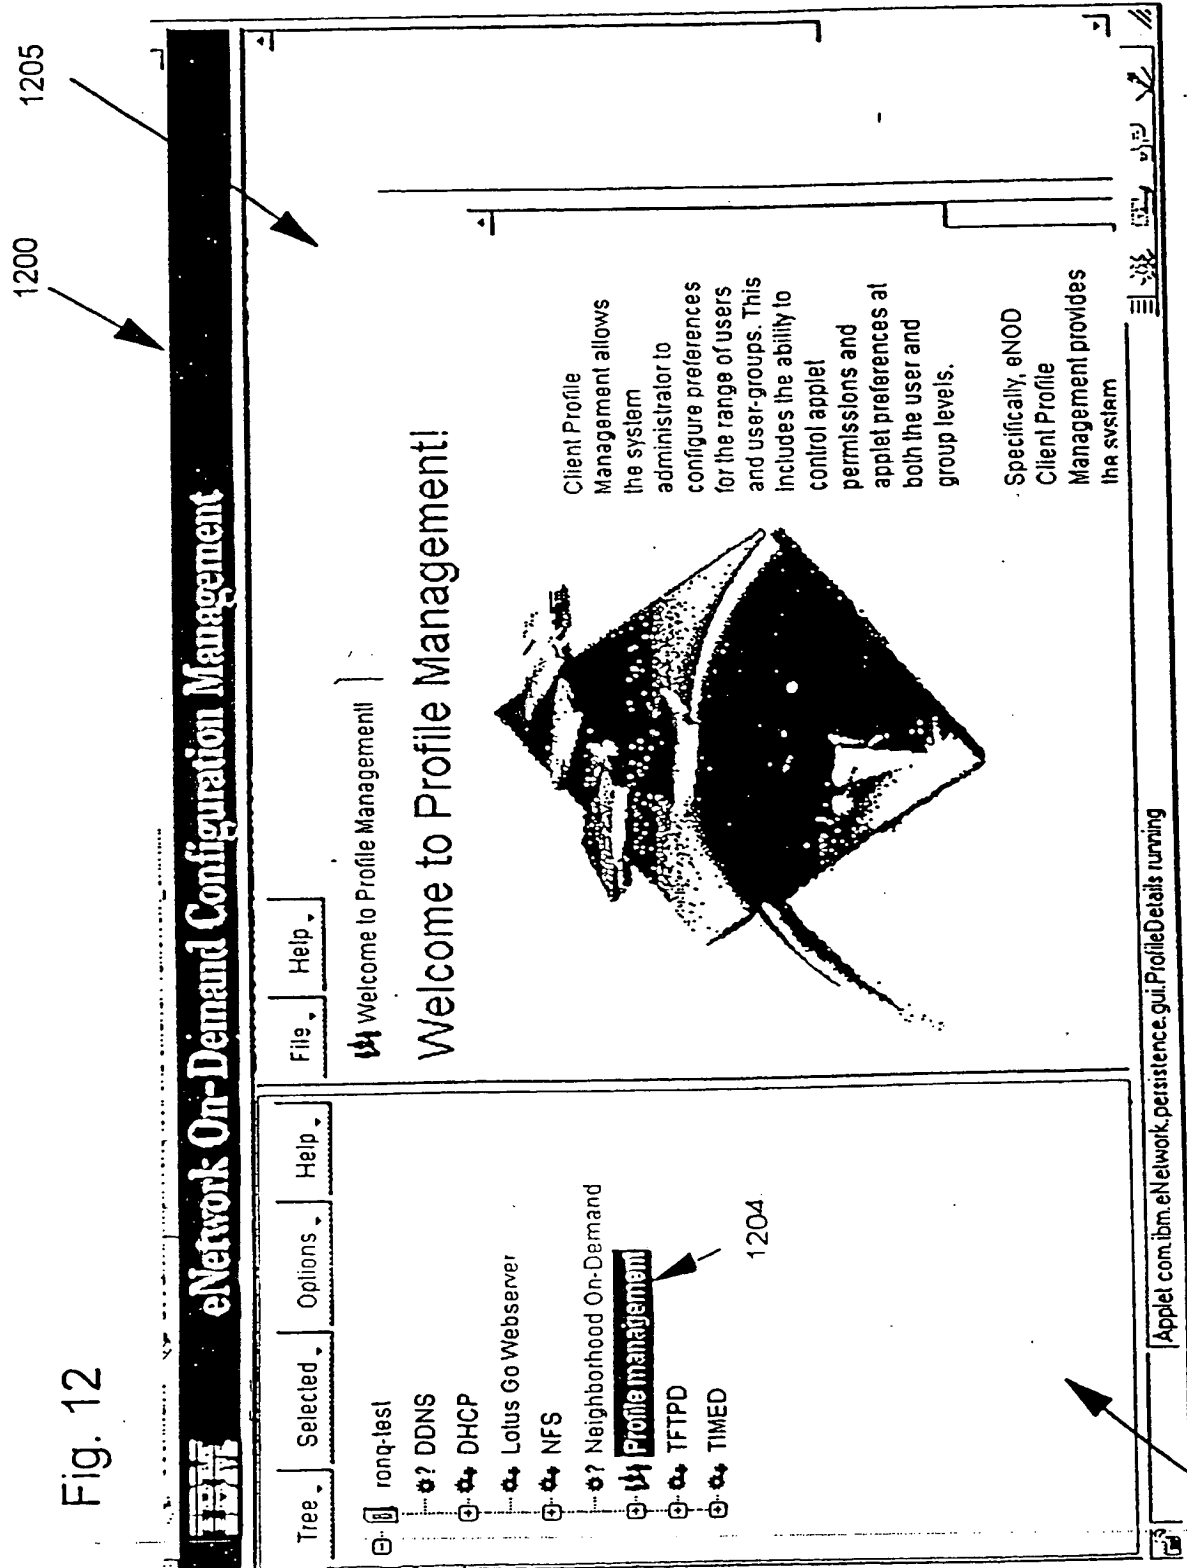 Fig. 12
1200
1205
IBM
eNetwork On-Demand Configuration Management
Tree Selected Options Help
ronq-test
? DDNS
DHCP
Lotus Go Webserver
NFS
? Neighborhood On-Demand
Profile management
TFTPD
TIMED
1204
File Help
Welcome to Profile Management!
Welcome to Profile Management!
Client Profile
Management allows
the system
administrator to
configure preferences
for the range of users
and user-groups. This
includes the ability to
control applet
permissions and
applet preferences at
both the user and
group levels.
Specifically, eNOD
Client Profile
Management provides
the system
Applet com.ibm.eNetwork.persistence.gui.ProfileDetails running